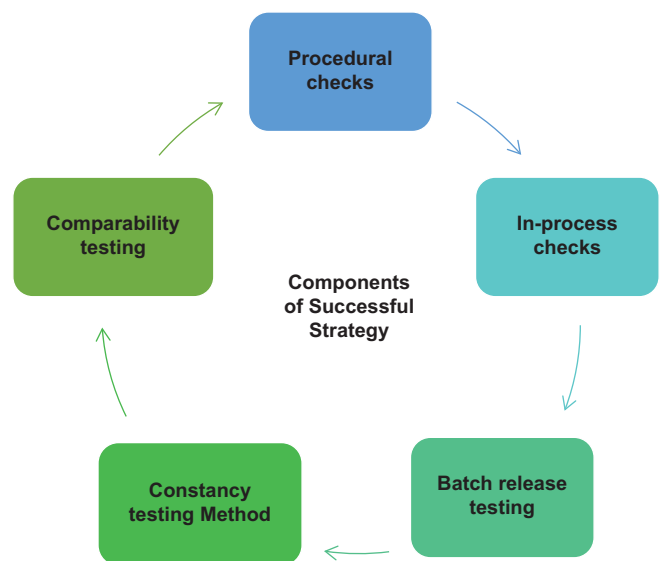 Procedural
checks
In-process
checks
Batch release
testing
Constancy
testing Method
Comparability
testing
Components
of Successful
Strategy